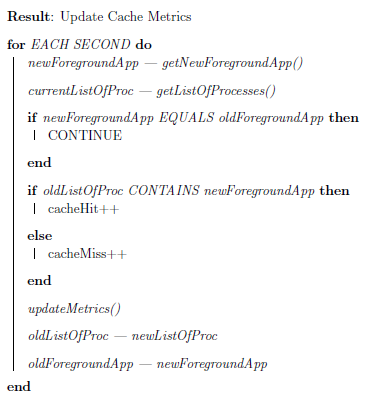 Result: Update Cache Metrics
for EACH SECOND do
newForegroundApp — getNewForegroundApp()
currentListOfProc — getListOfProcesses()
if newForegroundApp EQUALS oldForegroundApp then
CONTINUE
end
if oldListOfProc CONTAINS newForegroundApp then
cacheHit++
else
cacheMiss++
end
updateMetrics()
oldListOfProc — newListOfProc
oldForegroundApp — newForegroundApp
end